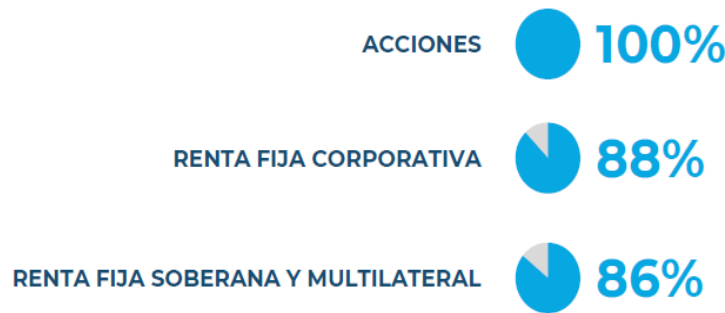 ACCIONES 100%
RENTA FIJA CORPORATIVA 88%
RENTA FIJA SOBERANA Y MULTILATERAL 86%